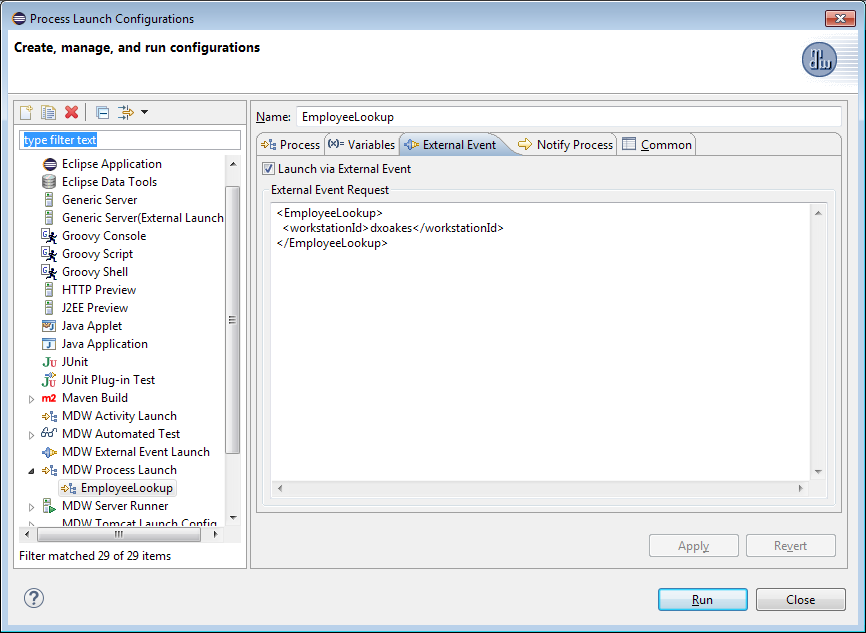 Process Launch Configurations
Create, manage, and run configurations
type filter text
Eclipse Application
Eclipse Data Tools
Generic Server
Generic Server(External Launch
Groovy Console
Groovy Script
Groovy Shell
HTTP Preview
J2EE Preview
Java Applet
Java Application
JUnit
JUnit Plug-in Test
m2 Maven Build
MDW Activity Launch
MDW Automated Test
MDW External Event Launch
MDW Process Launch
EmployeeLookup
MDW Server Runner
MDW Tomcat Launch Config
Filter matched 29 of 29 items
Name: EmployeeLookup
Process (x)= Variables External Event Notify Process Common
Launch via External Event
External Event Request
<EmployeeLookup>
<workstationId>dxoakes</workstationId>
</EmployeeLookup>
Apply Revert
Run Close